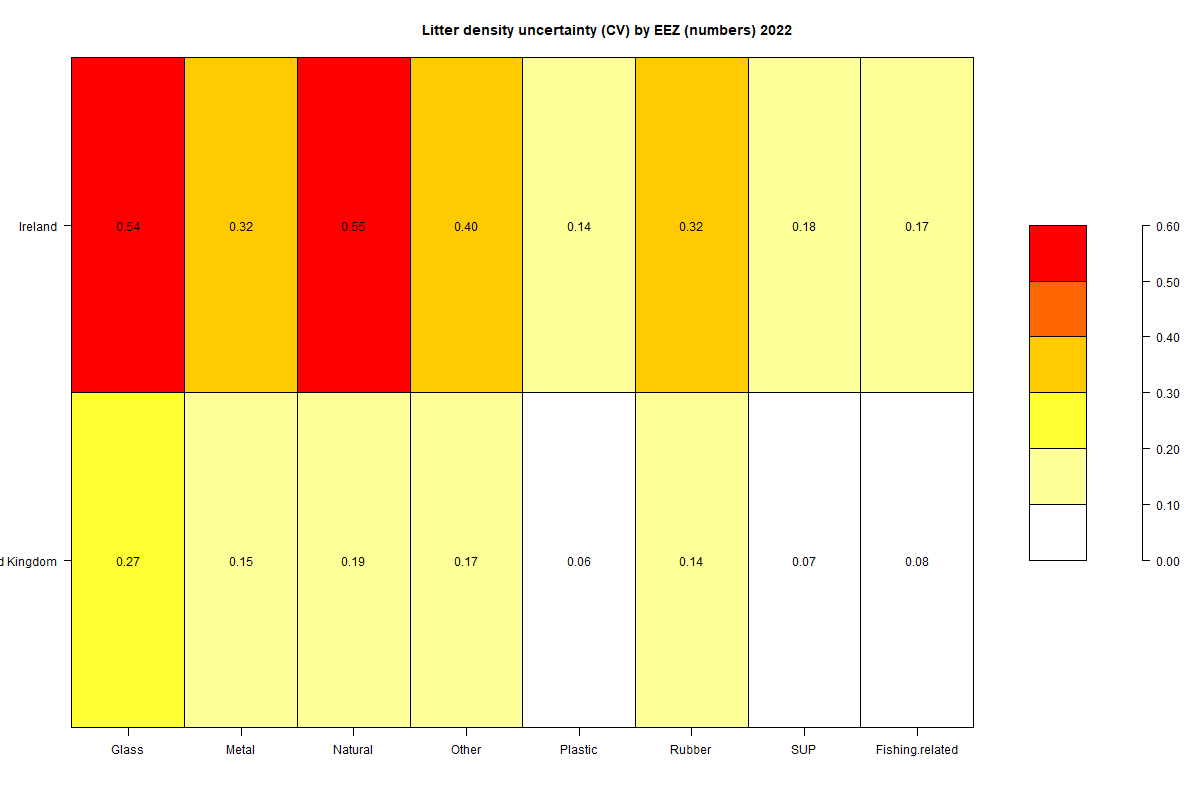 Litter density uncertainty (CV) by EEZ (numbers) 2022
Ireland 0.54 0.32 0.55 0.40 0.14 0.32 0.18 0.17
d Kingdom 0.27 0.15 0.19 0.17 0.06 0.14 0.07 0.08
Glass Metal Natural Other Plastic Rubber SUP Fishing.related
0.60
0.50
0.40
0.30
0.20
0.10
0.00